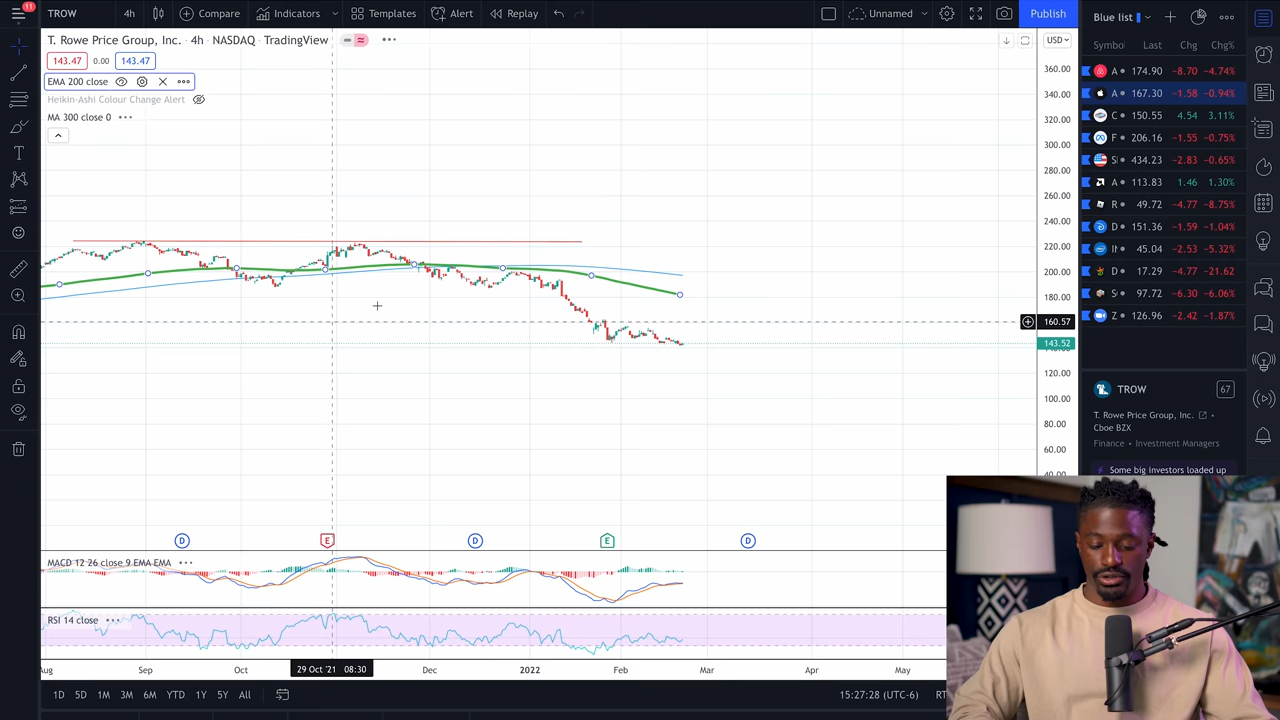 11
TROW 4h Compare Indicators Templates Alert Replay Unnamed Publish
T. Rowe Price Group, Inc. · 4h · NASDAQ · TradingView
143.47 0.00 143.47
EMA 200 close
Heikin-Ashi Colour Change Alert
MA 300 close 0
USD
360.00
340.00
320.00
300.00
280.00
260.00
240.00
220.00
200.00
180.00
160.57
143.52
120.00
100.00
80.00
60.00
40.00
D E D E D
MACD 12 26 close 9 EMA EMA
RSI 14 close
Aug Sep Oct 29 Oct '21 08:30 Dec 2022 Feb Mar Apr May
1D 5D 1M 3M 6M YTD 1Y 5Y All 15:27:28 (UTC-6)
Blue list
Symbol Last Chg Chg%
A 174.90 −8.70 −4.74%
A 167.30 −1.58 −0.94%
C 150.55 4.54 3.11%
F 206.16 −1.55 −0.75%
434.23 −2.83 −0.65%
A 113.83 1.46 1.30%
R 49.72 −4.77 −8.75%
D 151.36 −1.59 −1.04%
45.04 −2.53 −5.32%
D 17.29 −4.77 −21.62
97.72 −6.30 −6.06%
Z 126.96 −2.42 −1.87%
TROW 67
T. Rowe Price Group, Inc. ·
Cboe BZX
Finance · Investment Managers
Some big investors loaded up